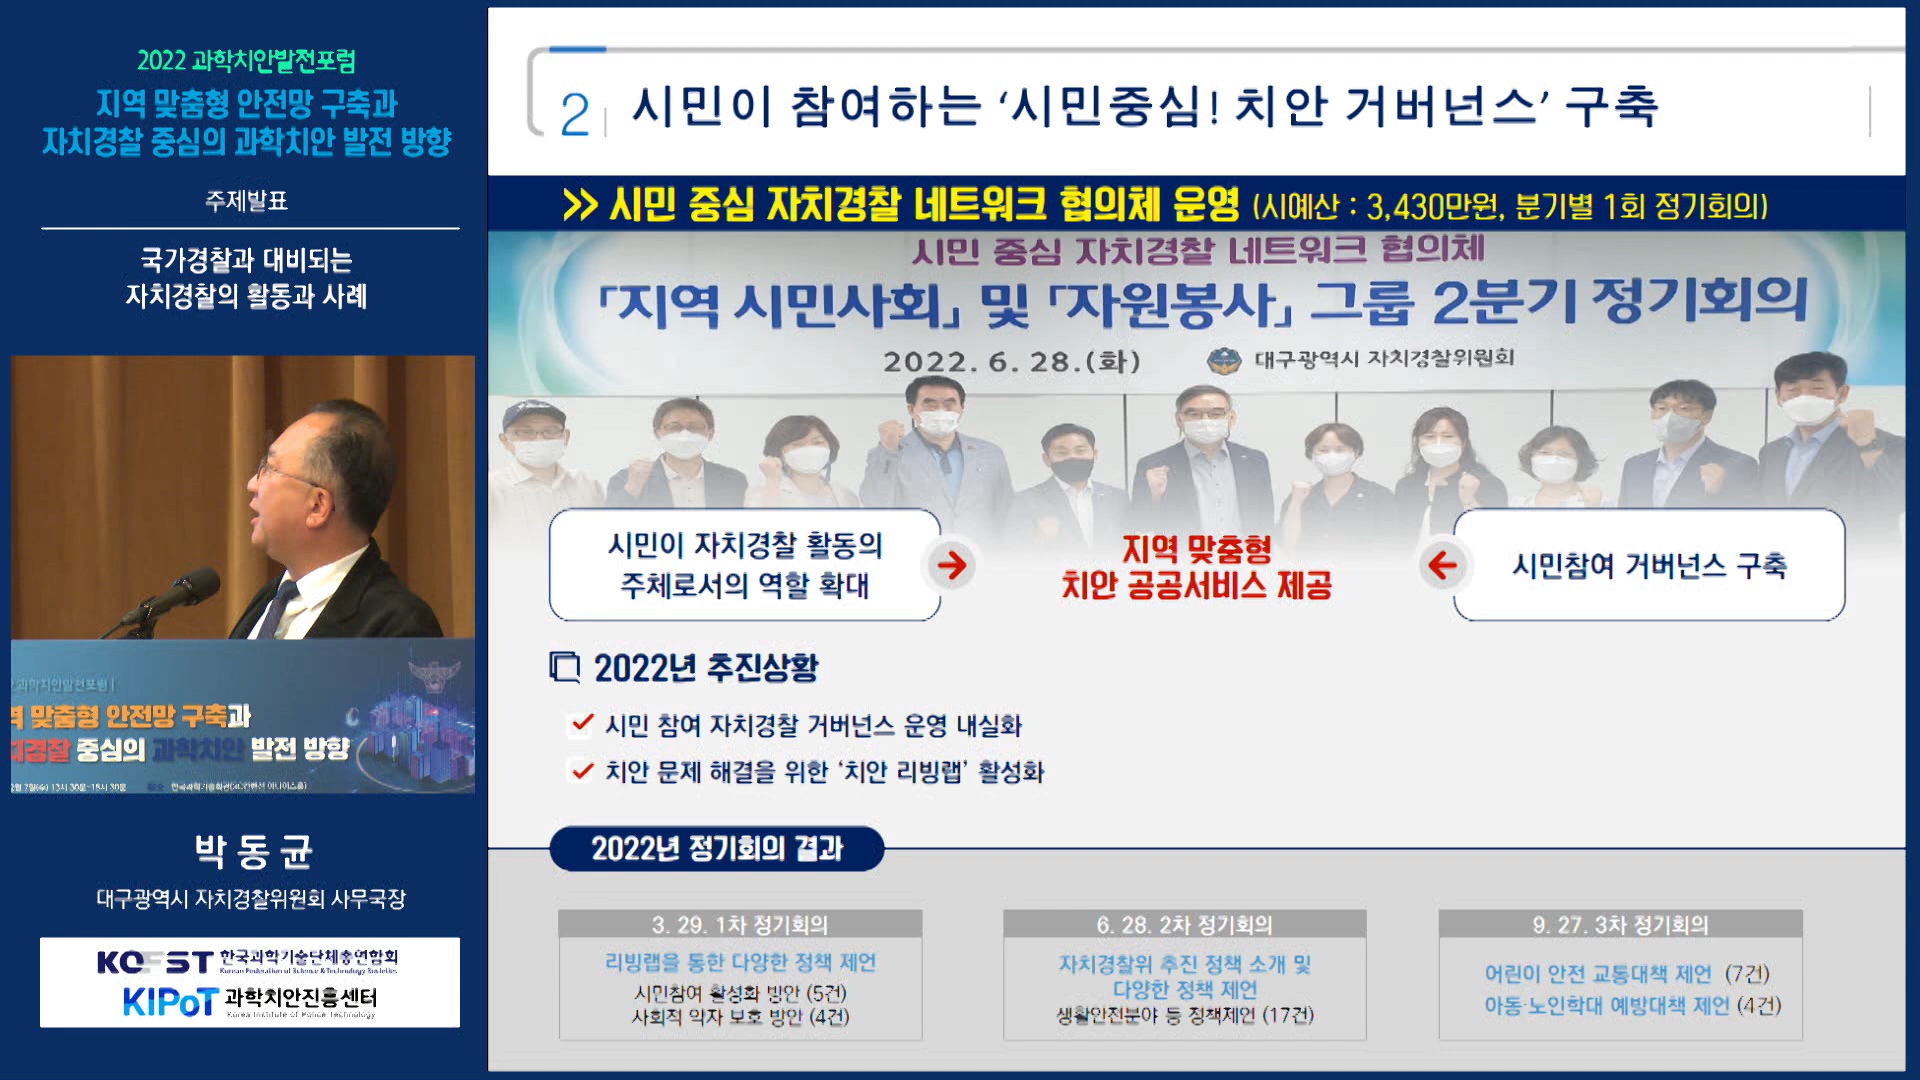 2022 과학치안발전포럼
지역 맞춤형 안전망 구축과
자치경찰 중심의 과학치안 발전 방향
주제발표
국가경찰과 대비되는
자치경찰의 활동과 사례
과학치안발전포럼
맞춤형 안전망 구축과
치경찰 중심의 과학치안 발전 방향
박동균
대구광역시 자치경찰위원회 사무국장
KOFST 한국과학기술단체총연합회
Korean Federation of Science & Technology Societies
KIPoT 과학치안진흥센터
Korea Institute of Police Technology
2 시민이 참여하는 ‘시민중심! 치안 거버넌스’ 구축
시민 중심 자치경찰 네트워크 협의체 운영 (시예산 : 3,430만원, 분기별 1회 정기회의)
시민 중심 자치경찰 네트워크 협의체
「지역 시민사회」 및 「자원봉사」 그룹 2분기 정기회의
2022. 6. 28.(화) 대구광역시 자치경찰위원회
시민이 자치경찰 활동의
주체로서의 역할 확대
지역 맞춤형
치안 공공서비스 제공
시민참여 거버넌스 구축
2022년 추진상황
시민 참여 자치경찰 거버넌스 운영 내실화
치안 문제 해결을 위한 ‘치안 리빙랩’ 활성화
2022년 정기회의 결과
3. 29. 1차 정기회의
리빙랩을 통한 다양한 정책 제언
시민참여 활성화 방안 (5건)
사회적 약자 보호 방안 (4건)
6. 28. 2차 정기회의
자치경찰위 추진 정책 소개 및
다양한 정책 제언
생활안전분야 등 정책제언 (17건)
9. 27. 3차 정기회의
어린이 안전 교통대책 제언 (7건)
아동·노인학대 예방대책 제언 (4건)